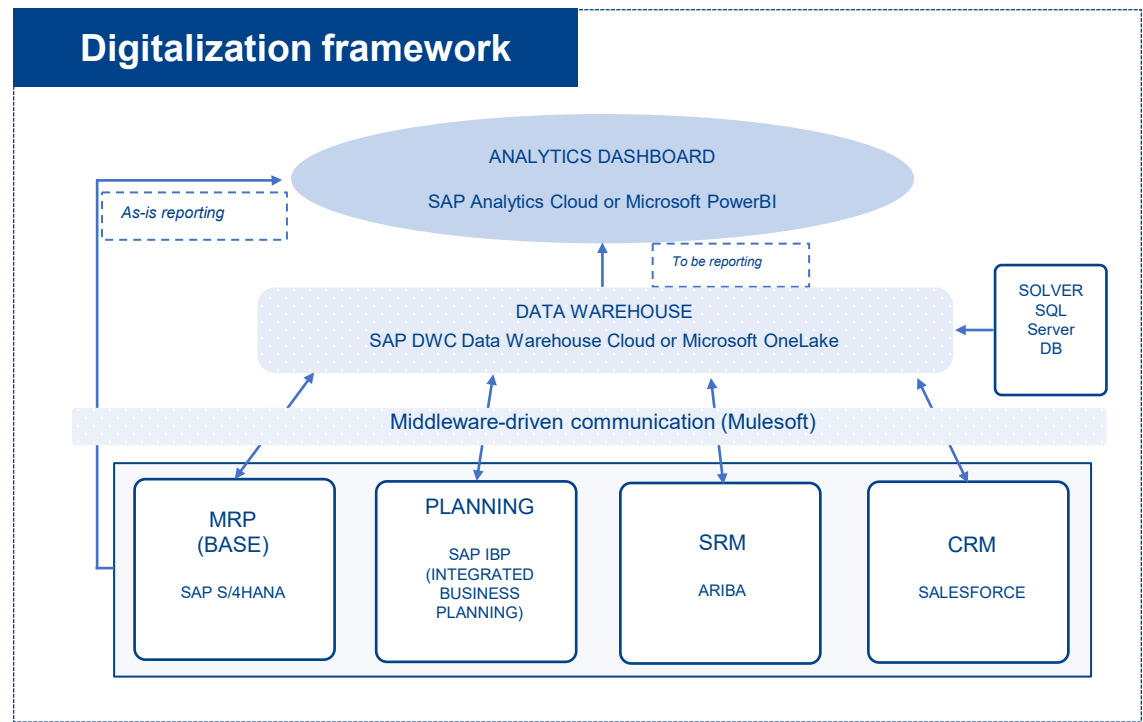 Digitalization framework
ANALYTICS DASHBOARD
SAP Analytics Cloud or Microsoft PowerBI
As-is reporting
To be reporting
DATA WAREHOUSE
SAP DWC Data Warehouse Cloud or Microsoft OneLake
SOLVER
SQL
Server
DB
Middleware-driven communication (Mulesoft)
MRP
(BASE)
SAP S/4HANA
PLANNING
SAP IBP
(INTEGRATED
BUSINESS
PLANNING)
SRM
ARIBA
CRM
SALESFORCE